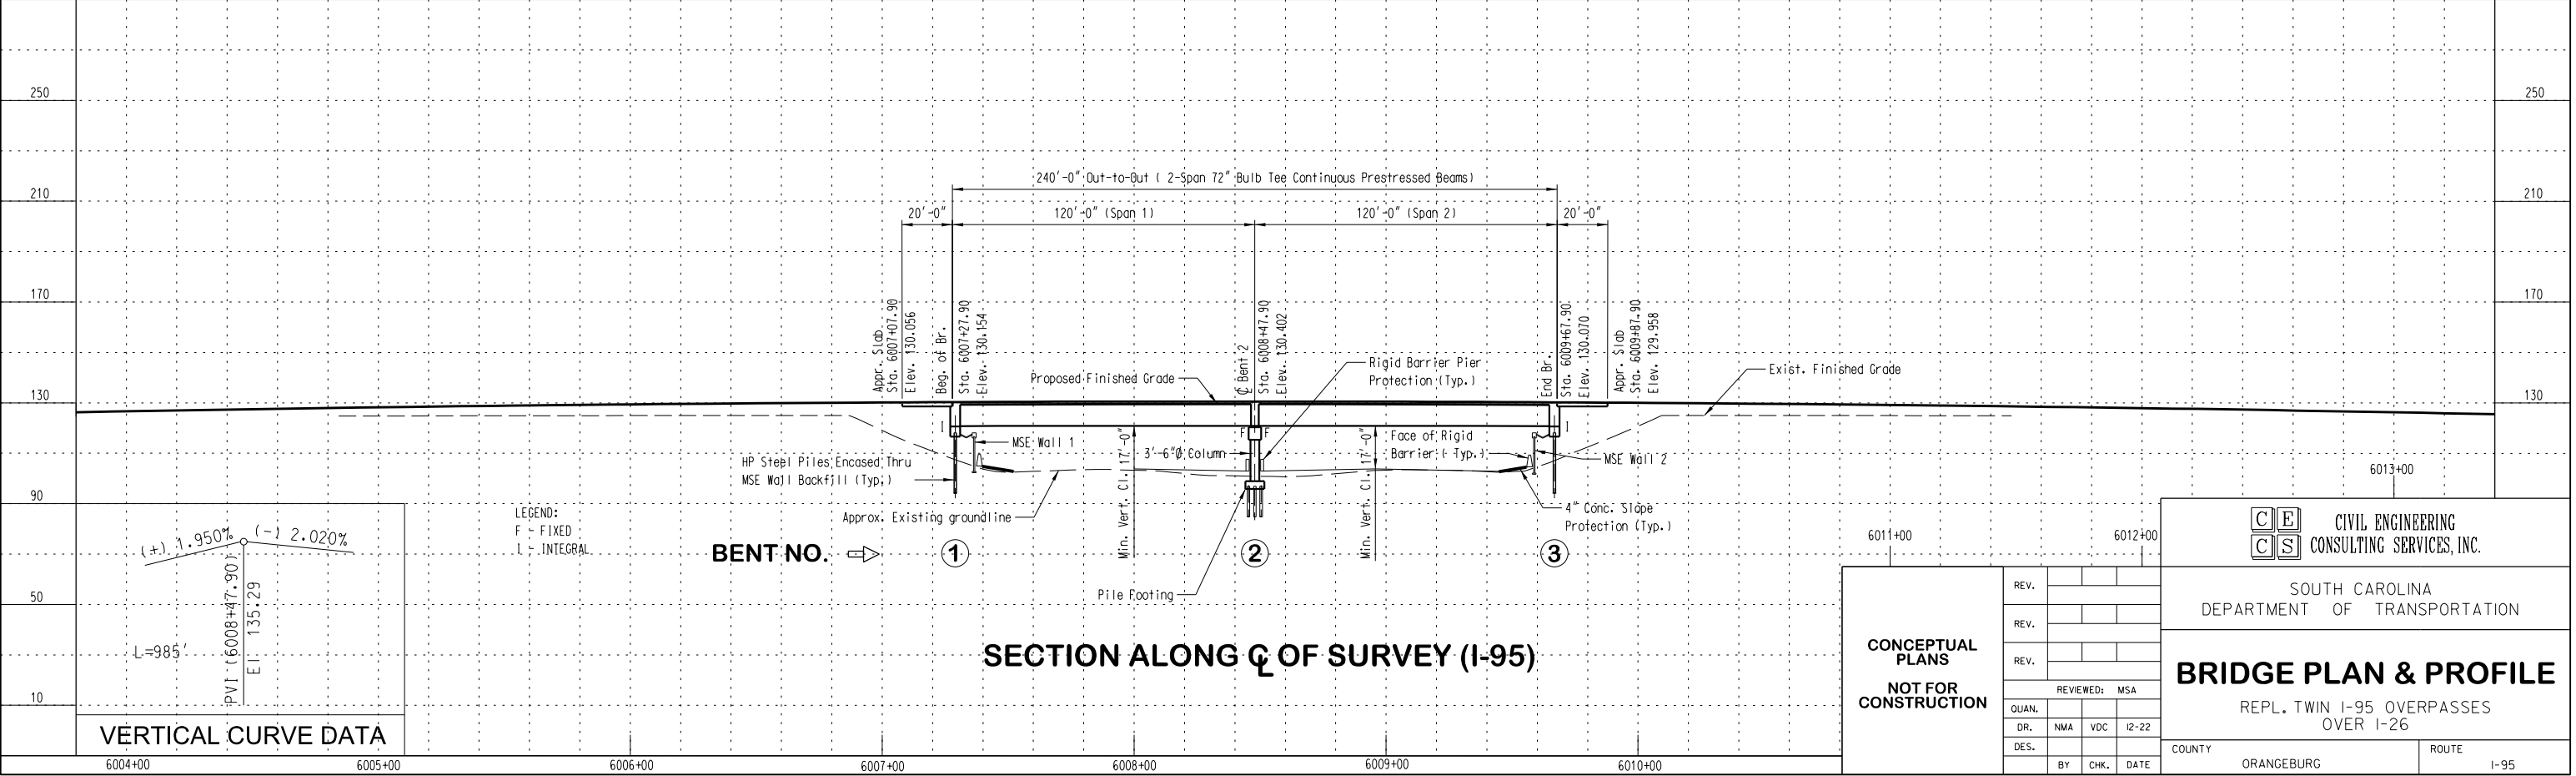 250
250
210
210
170
170
130
130
90
50
10
240'-0" Out-to-Out ( 2-Span 72" Bulb Tee Continuous Prestressed Beams)
20'-0"
120'-0" (Span 1)
120'-0" (Span 2)
20'-0"
Appr. Slab
Sta. 6007+07.90
Elev. 130.056
Beg. of Br.
Sta. 6007+27.90
Elev. 130.154
℄ Bent 2
Sta. 6008+47.90
Elev. 130.402
End Br.
Sta. 6009+67.90
Elev. 130.070
Appr. Slab
Sta. 6009+87.90
Elev. 129.958
Proposed Finished Grade
Rigid Barrier Pier
Protection (Typ.)
Exist. Finished Grade
I
F
F
I
MSE Wall 1
3'-6"Ø Column
Face of Rigid
Barrier ( Typ.)
MSE Wall 2
HP Steel Piles Encased Thru
MSE Wall Backfill (Typ.)
Min. Vert. Cl. 17'-0"
Min. Vert. Cl. 17'-0"
Approx. Existing groundline
4" Conc. Slope
Protection (Typ.)
Pile Footing
LEGEND:
F - FIXED
I - INTEGRAL
BENT NO.
1
2
3
SECTION ALONG ℄ OF SURVEY (I-95)
(+) 1.950%
(-) 2.020%
PVI (6008+47.90)
El 135.29
L=985'
VERTICAL CURVE DATA
6004+00
6005+00
6006+00
6007+00
6008+00
6009+00
6010+00
6011+00
6012+00
6013+00
CONCEPTUAL
PLANS
NOT FOR
CONSTRUCTION
REV.
REV.
REV.
REVIEWED: MSA
QUAN.
DR. NMA VDC 12-22
DES.
BY CHK. DATE
C E
C S
CIVIL ENGINEERING
CONSULTING SERVICES, INC.
SOUTH CAROLINA
DEPARTMENT OF TRANSPORTATION
BRIDGE PLAN & PROFILE
REPL. TWIN I-95 OVERPASSES
OVER I-26
COUNTY
ORANGEBURG
ROUTE
I-95